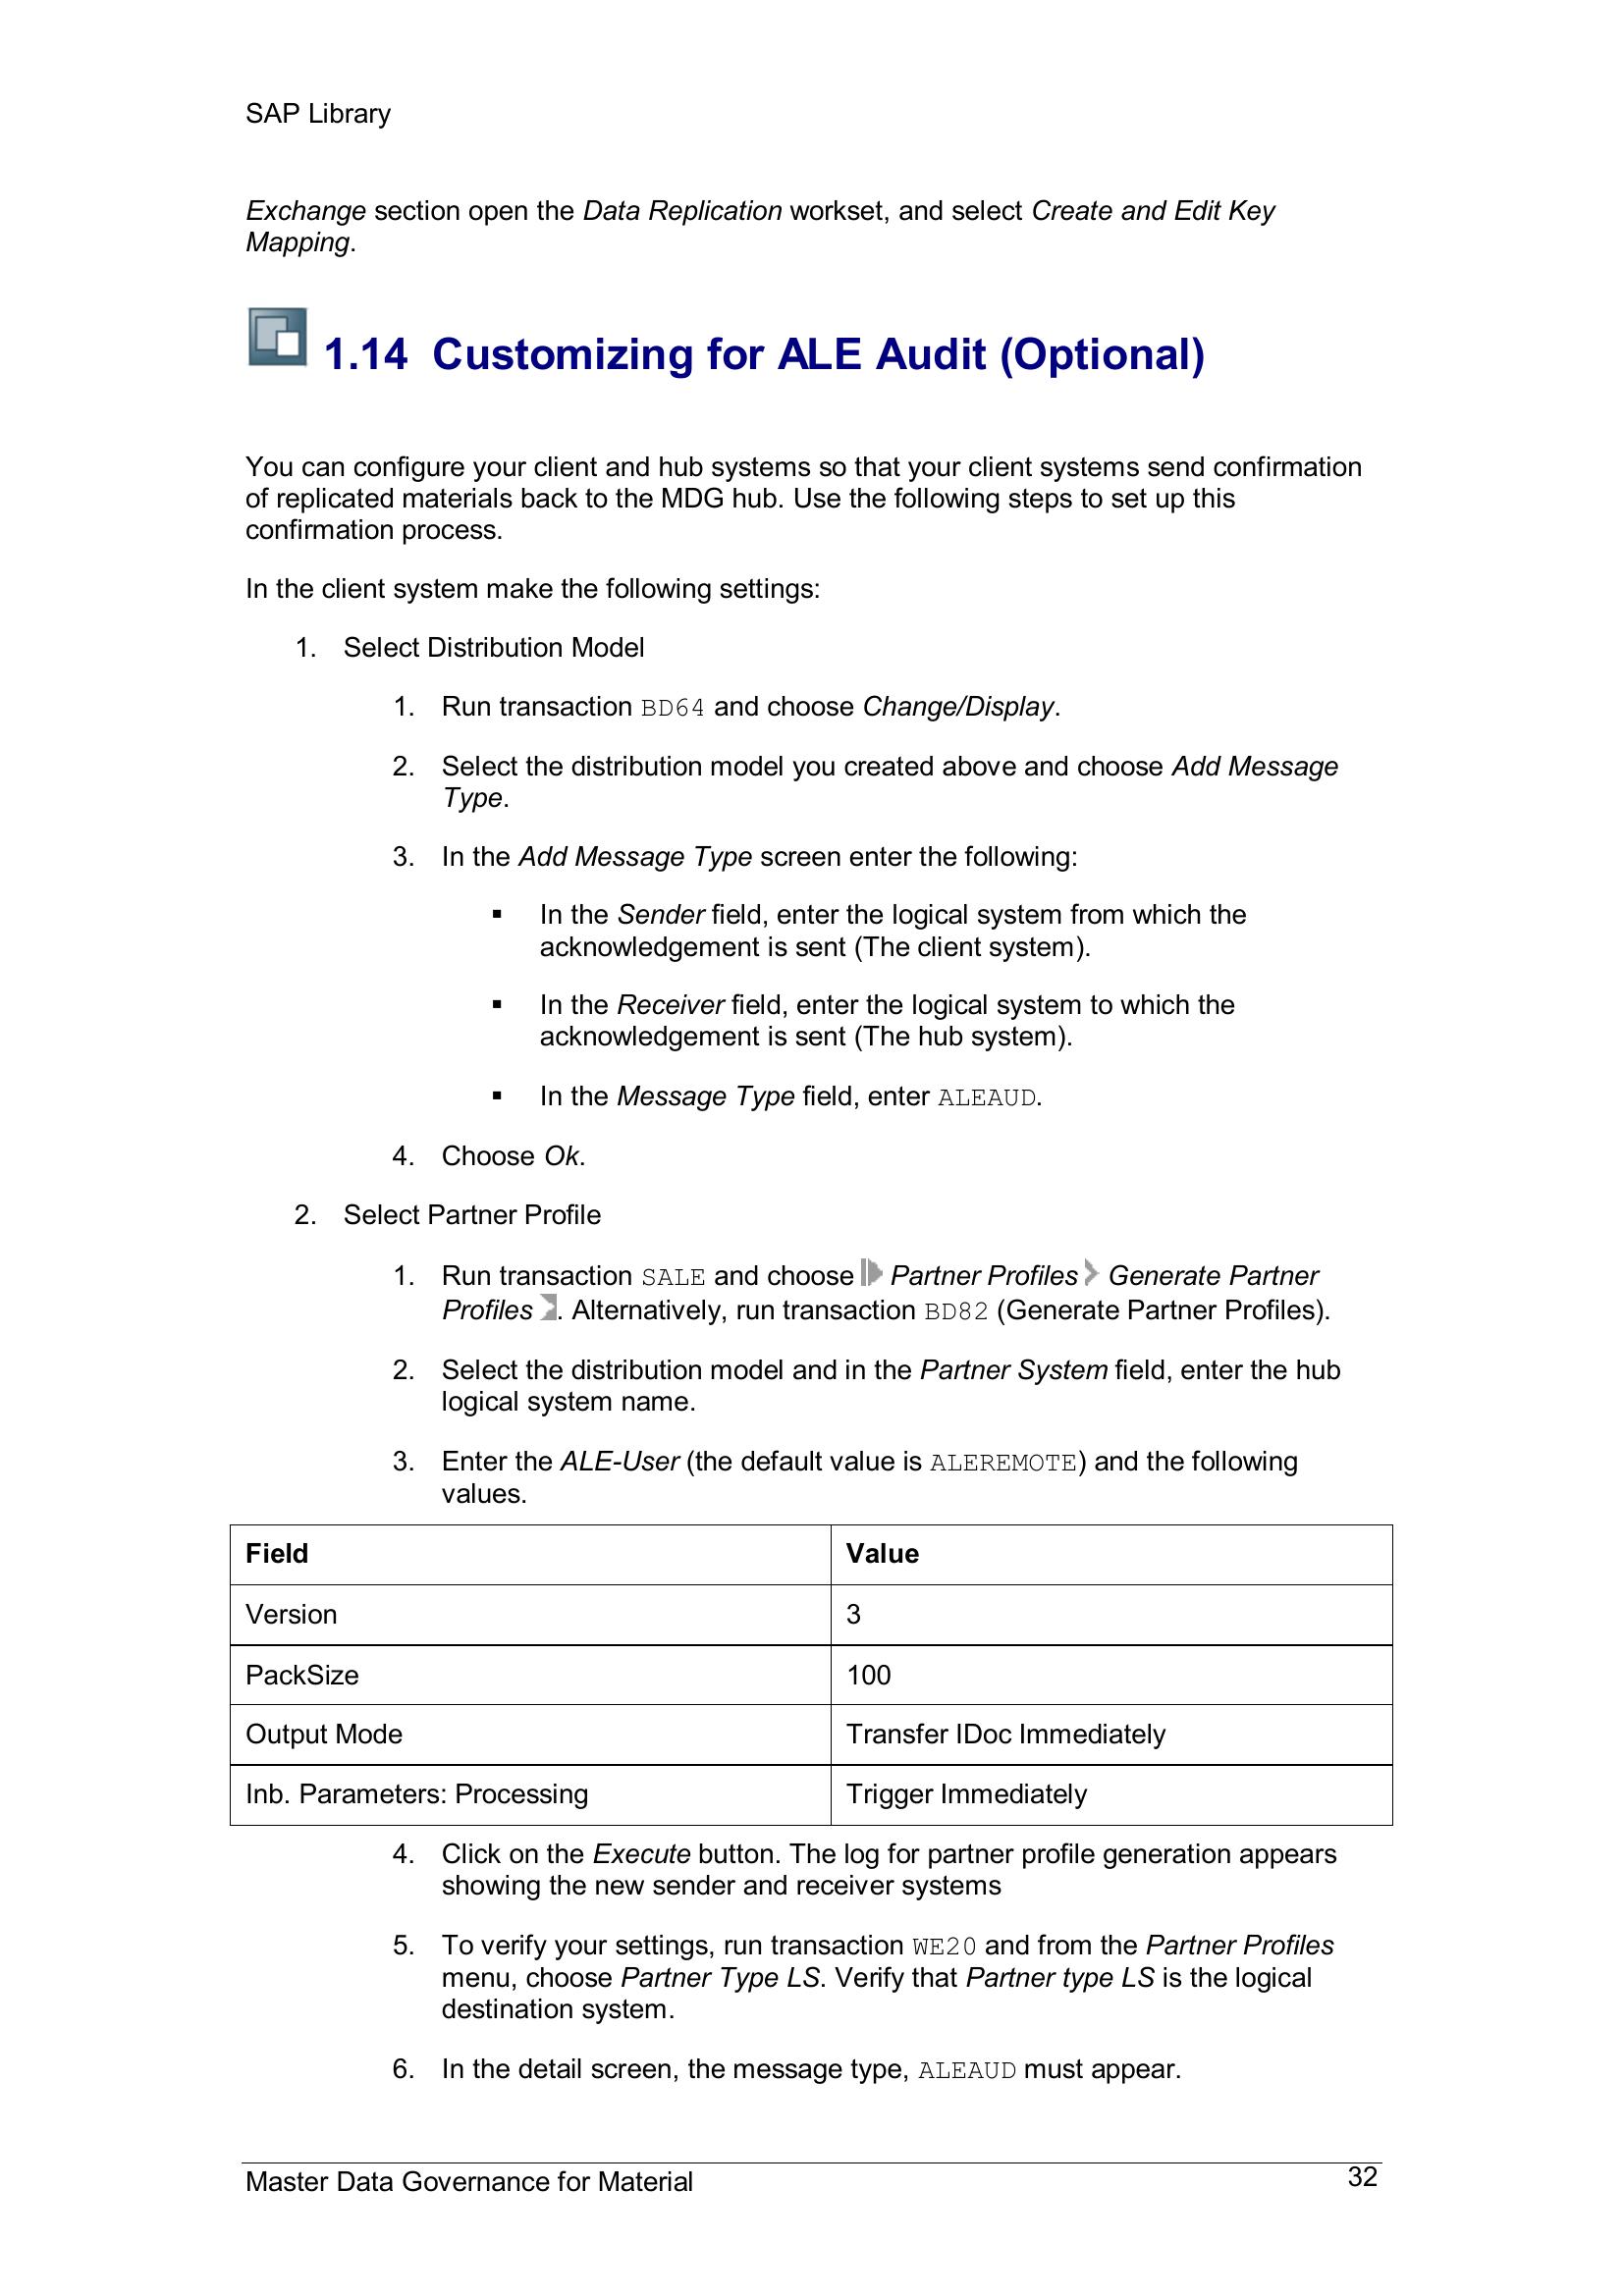 SAP Library
Exchange section open the Data Replication workset, and select Create and Edit Key
Mapping.
1.14 Customizing for ALE Audit (Optional)
You can configure your client and hub systems so that your client systems send confirmation
of replicated materials back to the MDG hub. Use the following steps to set up this
confirmation process.
In the client system make the following settings:
1. Select Distribution Model
1. Run transaction BD64 and choose Change/Display.
2. Select the distribution model you created above and choose Add Message
Type.
3. In the Add Message Type screen enter the following:
▪ In the Sender field, enter the logical system from which the
acknowledgement is sent (The client system).
▪ In the Receiver field, enter the logical system to which the
acknowledgement is sent (The hub system).
▪ In the Message Type field, enter ALEAUD.
4. Choose Ok.
2. Select Partner Profile
1. Run transaction SALE and choose Partner Profiles Generate Partner
Profiles . Alternatively, run transaction BD82 (Generate Partner Profiles).
2. Select the distribution model and in the Partner System field, enter the hub
logical system name.
3. Enter the ALE-User (the default value is ALEREMOTE) and the following
values.
Field Value
Version 3
PackSize 100
Output Mode Transfer IDoc Immediately
Inb. Parameters: Processing Trigger Immediately
4. Click on the Execute button. The log for partner profile generation appears
showing the new sender and receiver systems
5. To verify your settings, run transaction WE20 and from the Partner Profiles
menu, choose Partner Type LS. Verify that Partner type LS is the logical
destination system.
6. In the detail screen, the message type, ALEAUD must appear.
Master Data Governance for Material 32